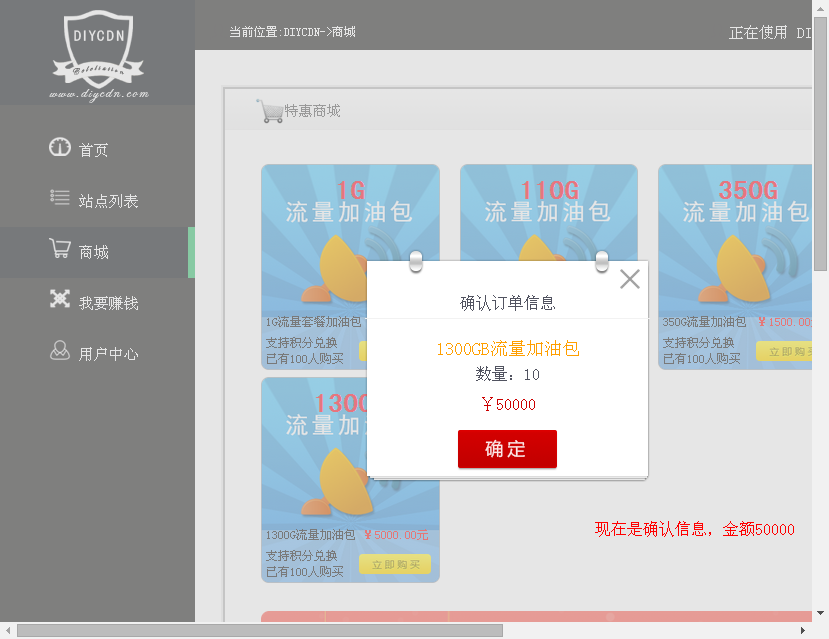 DIYCDN
www.diycdn.com
当前位置:DIYCDN->商城
正在使用 DI
首页
站点列表
商城
我要赚钱
用户中心
特惠商城
1G
流量加油包
110G
流量加油包
350G
流量加油包
1G流量套餐加油包
支持积分兑换
已有100人购买
350G流量加油包 ￥1500.00
支持积分兑换
已有100人购买
立即购
确认订单信息
1300GB流量加油包
数量：10
￥50000
确定
1300
流量加
1300G流量加油包 ￥5000.00元
支持积分兑换
已有100人购买
立即购买
现在是确认信息，金额50000